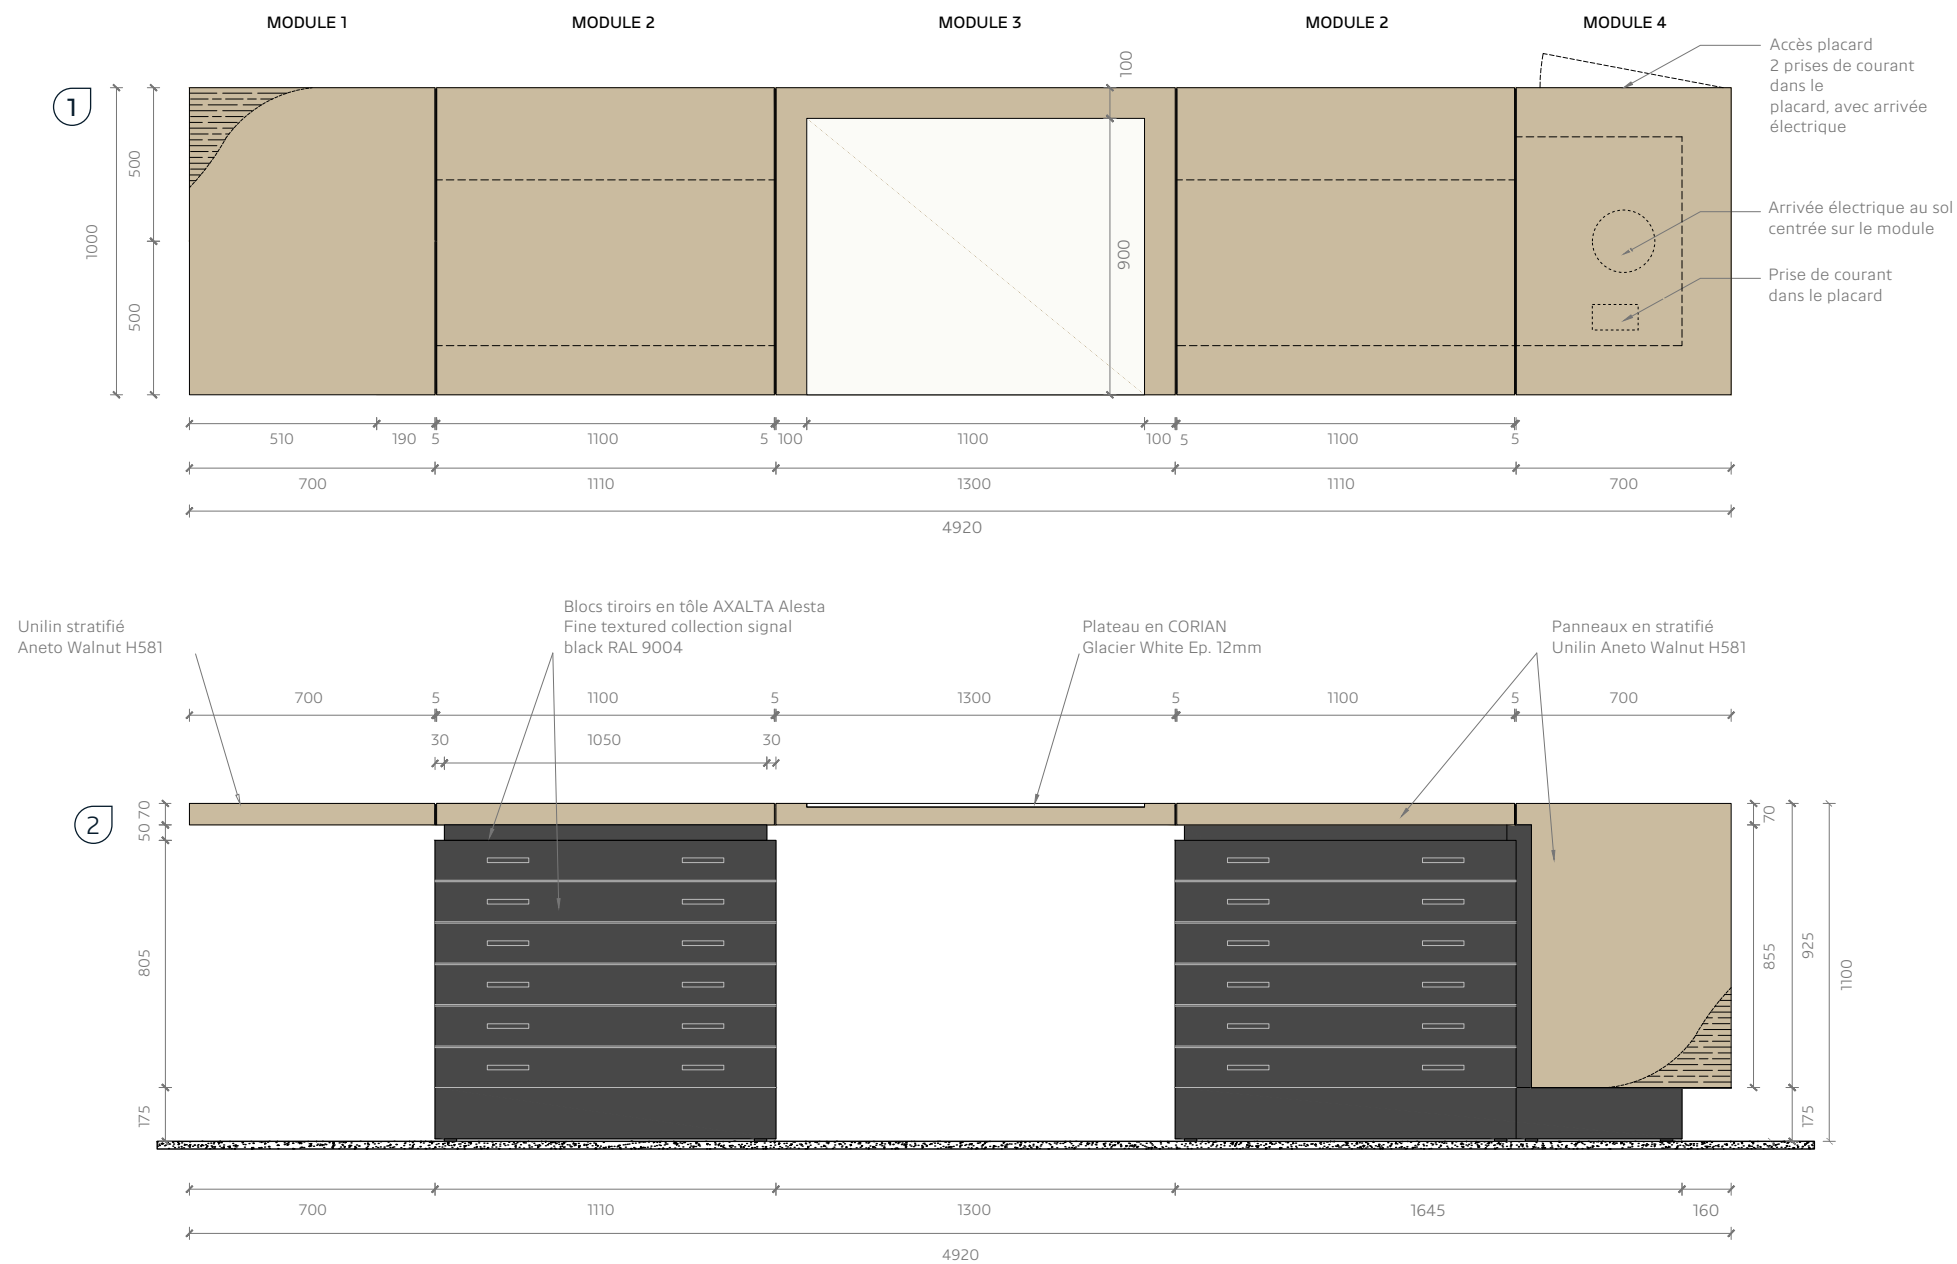 MODULE 1
MODULE 2
MODULE 3
MODULE 2
MODULE 4
1
Accès placard
2 prises de courant
dans le
placard, avec arrivée
électrique
Arrivée électrique au sol
centrée sur le module
Prise de courant
dans le placard
100
500
1000
900
500
510
190
5
1100
5
100
1100
100
5
1100
5
700
1110
1300
1110
700
4920
Unilin stratifié
Aneto Walnut H581
Blocs tiroirs en tôle AXALTA Alesta
Fine textured collection signal
black RAL 9004
Plateau en CORIAN
Glacier White Ep. 12mm
Panneaux en stratifié
Unilin Aneto Walnut H581
700
5
1100
5
1300
5
1100
5
700
30
1050
30
2
70
50
805
175
70
855
925
1100
175
700
1110
1300
1645
160
4920